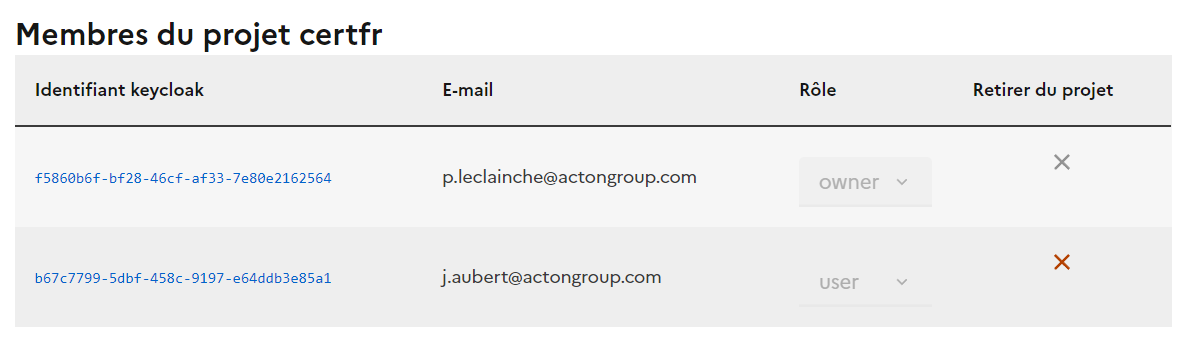 Membres du projet certfr
Identifiant keycloak E-mail Rôle Retirer du projet
f5860b6f-bf28-46cf-af33-7e80e2162564 p.leclainche@actongroup.com owner
b67c7799-5dbf-458c-9197-e64ddb3e85a1 j.aubert@actongroup.com user